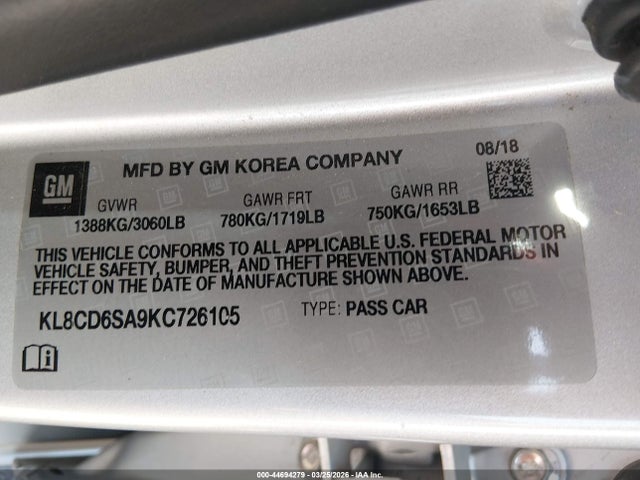 GM
MFD BY GM KOREA COMPANY
08/18
GVWR
GAWR FRT
GAWR RR
1388KG/3060LB
780KG/1719LB
750KG/1653LB
THIS VEHICLE CONFORMS TO ALL APPLICABLE U.S. FEDERAL MOTOR
VEHICLE SAFETY, BUMPER, AND THEFT PREVENTION STANDARDS IN
EFFECT ON THE DATE OF MANUFACTURE SHOWN ABOVE.
KL8CD6SA9KC726105
TYPE: PASS CAR
000-44694279 - 03/25/2026 - IAAI, Inc.